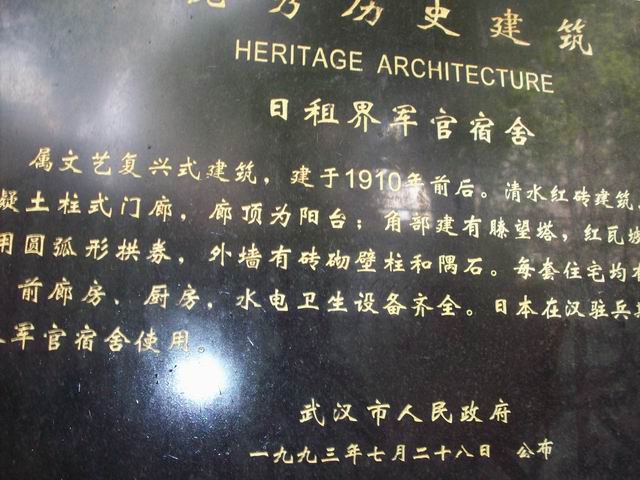 秀历史建筑
HERITAGE ARCHITECTURE
日租界军官宿舍
属文艺复兴式建筑，建于1910年前后。清水红砖建筑
凝土柱式门廊，廊顶为阳台；角部建有瞭望塔，红瓦坡
用圆弧形拱券，外墙有砖砌壁柱和隅石。每套住宅均
前廊房、厨房，水电卫生设备齐全。日本在汉驻兵
军官宿舍使用。
武汉市人民政府
一九九三年七月二十八日 公布